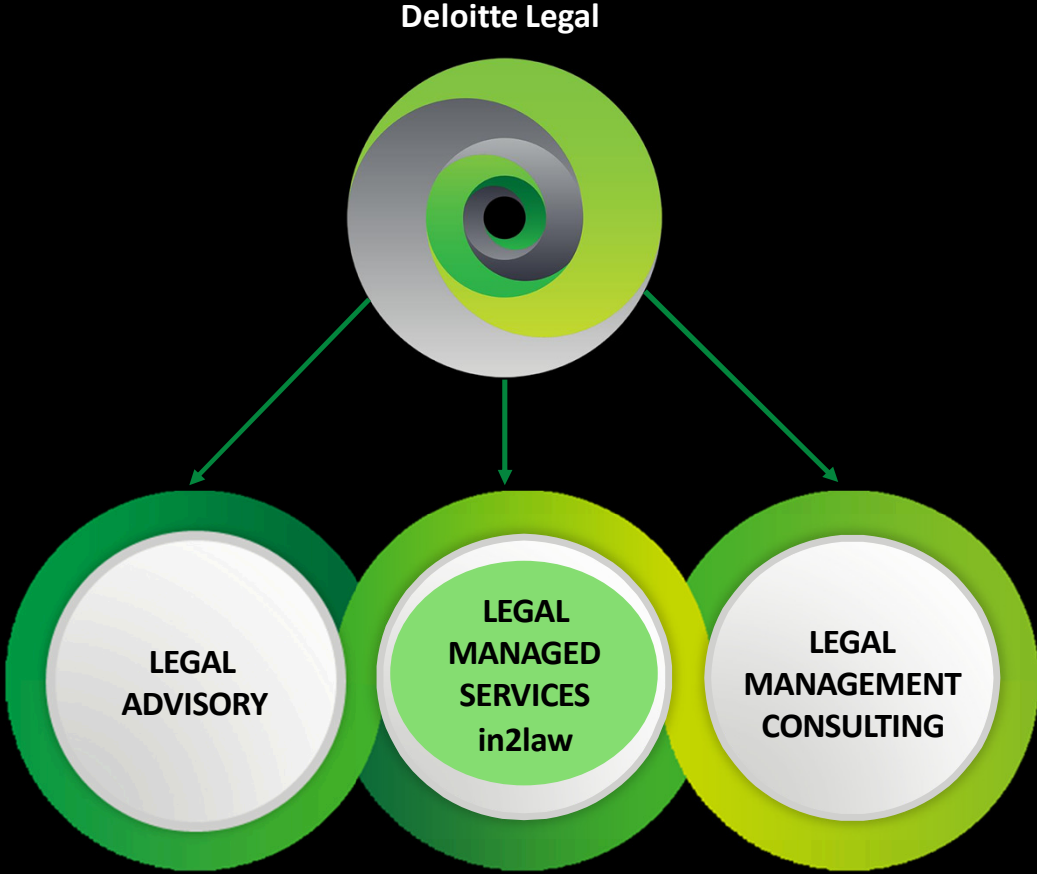 Deloitte Legal
LEGAL
ADVISORY
LEGAL
MANAGED
SERVICES
in2law
LEGAL
MANAGEMENT
CONSULTING